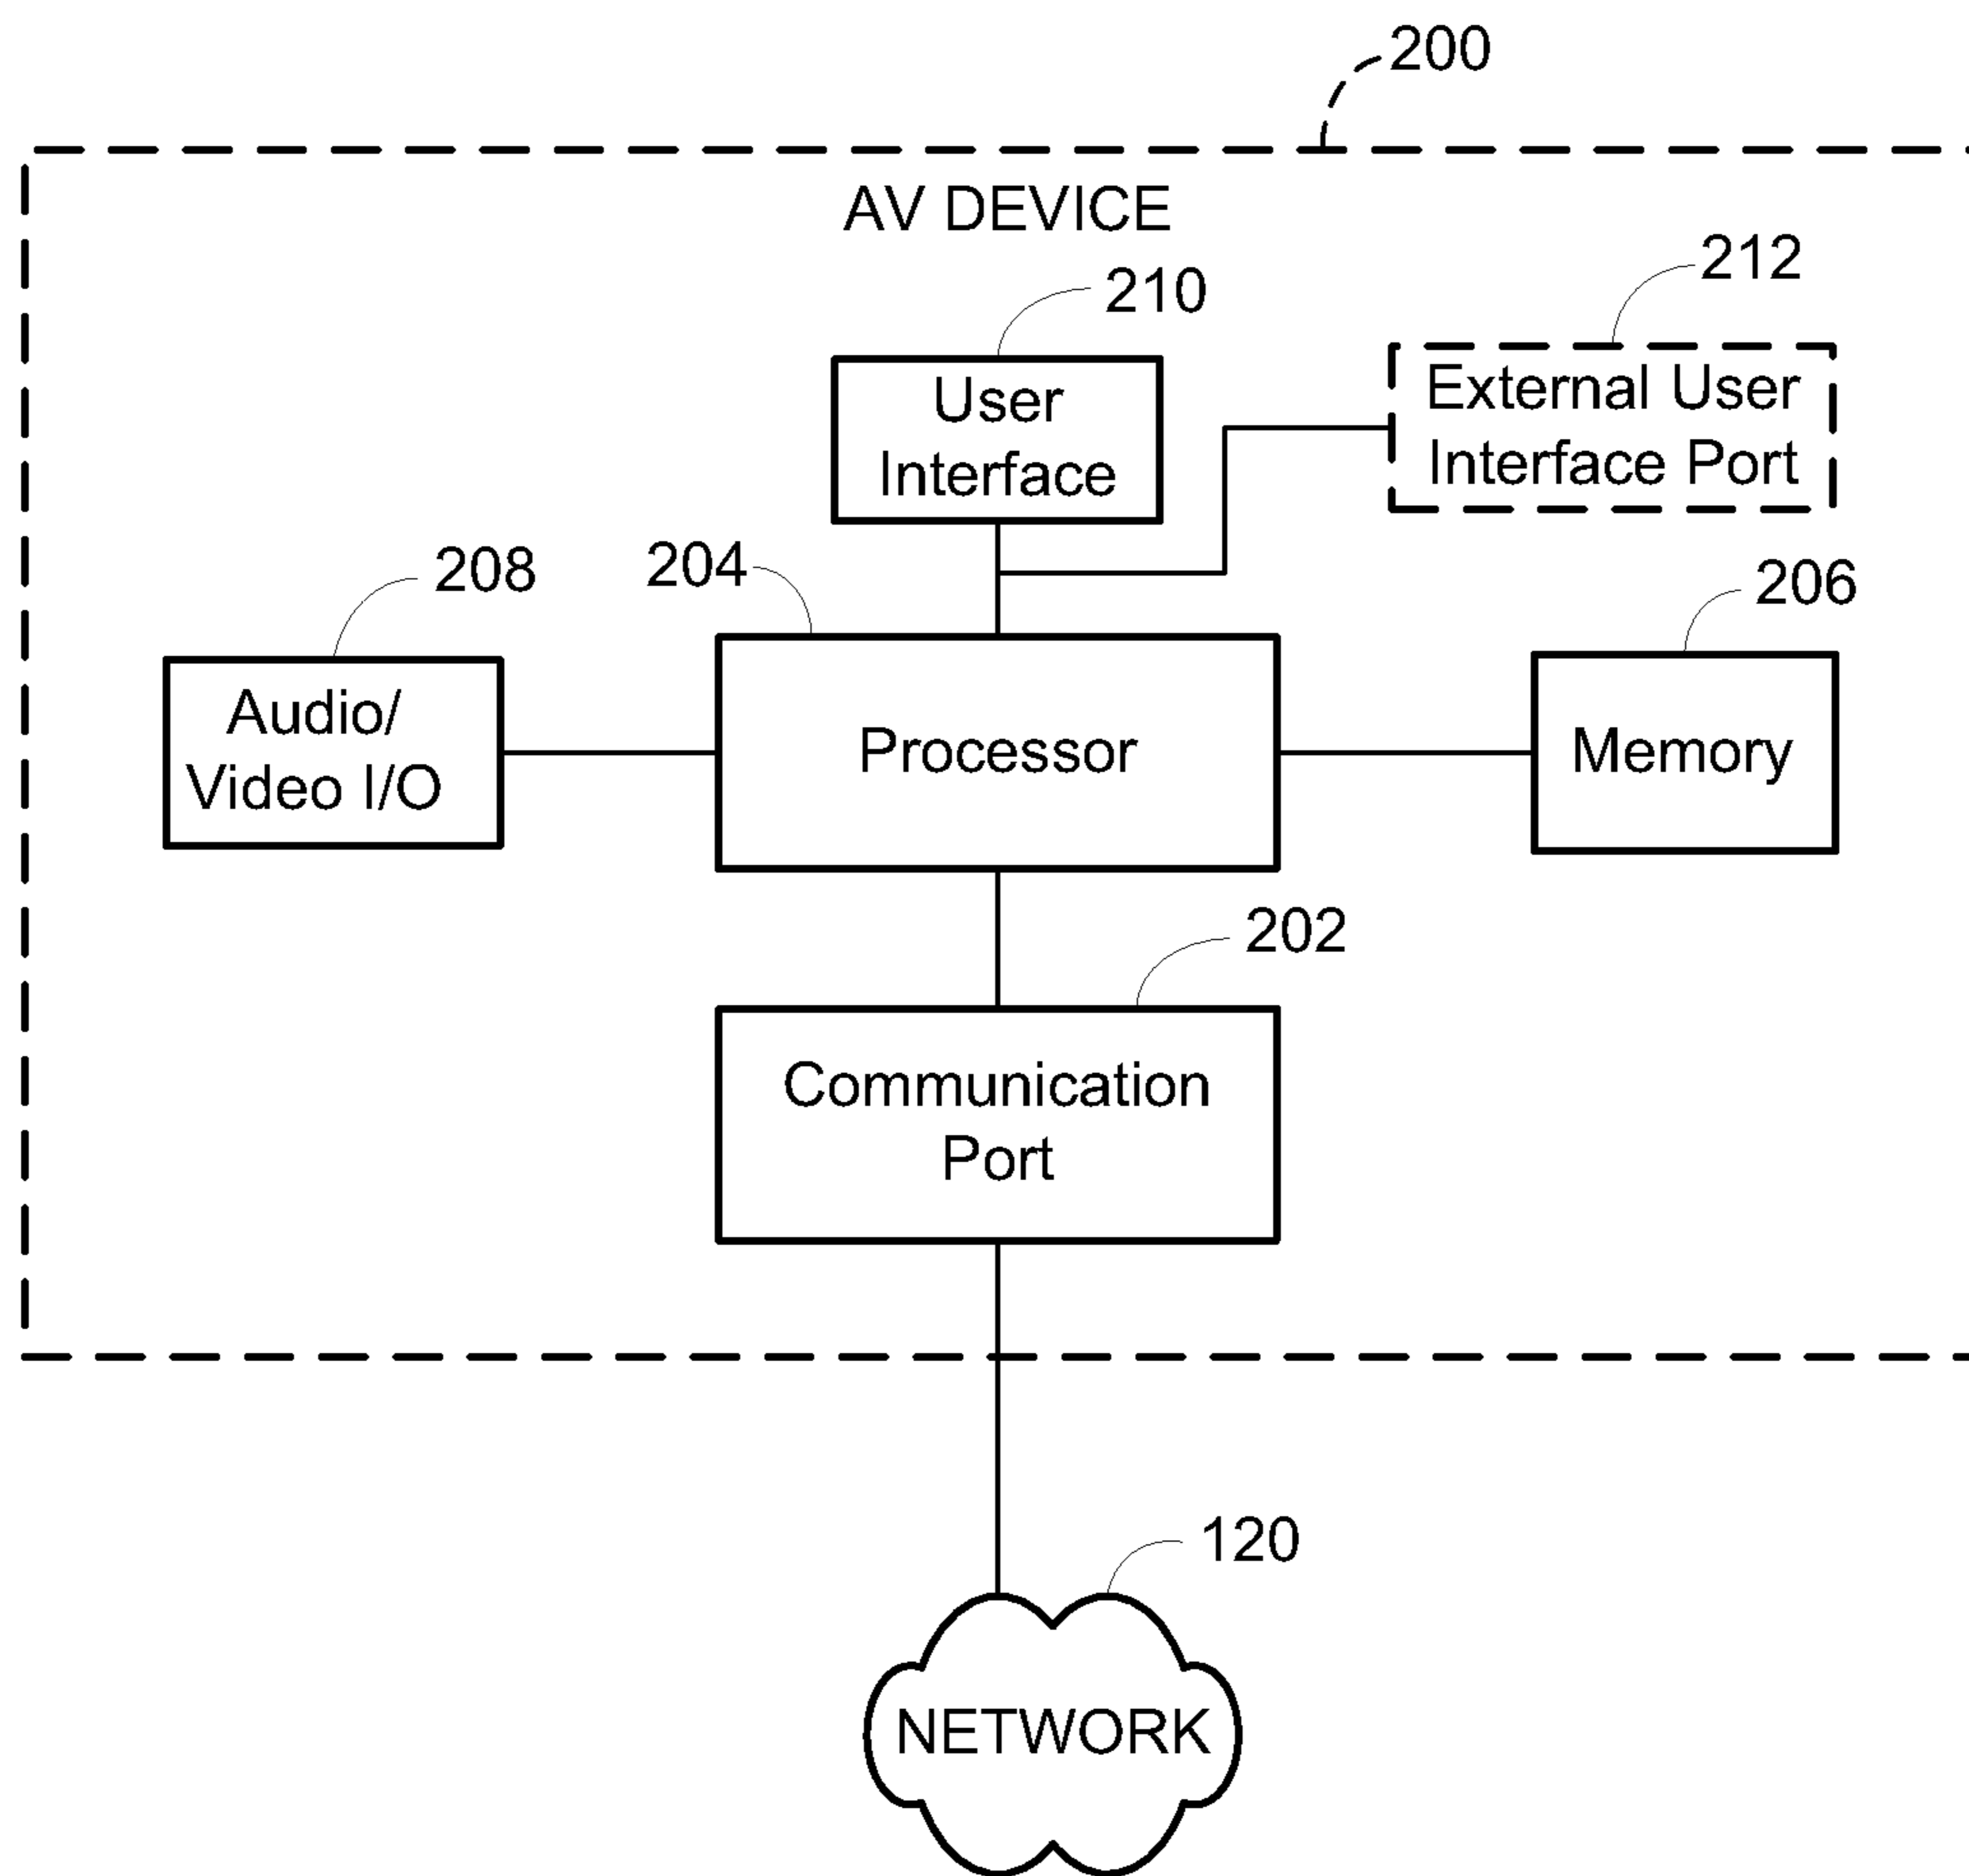 200
AV DEVICE
210
212
User
Interface
External User
Interface Port
208
204
206
Audio/
Video I/O
Processor
Memory
202
Communication
Port
120
NETWORK